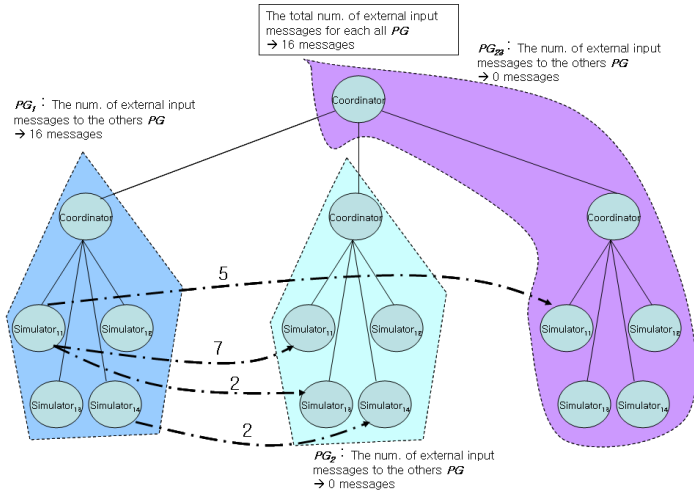 The total num. of external input
messages for each all PG
→ 16 messages
PG23 : The num. of external input
messages to the others PG
→ 0 messages
PG1 : The num. of external input
messages to the others PG
→ 16 messages
Coordinator
Coordinator
Coordinator
Coordinator
5
Simulator11
Simulator12
7
Simulator11
Simulator12
Simulator11
Simulator12
2
Simulator13
Simulator14
2
Simulator13
Simulator14
Simulator13
Simulator14
PG2 : The num. of external input
messages to the others PG
→ 0 messages